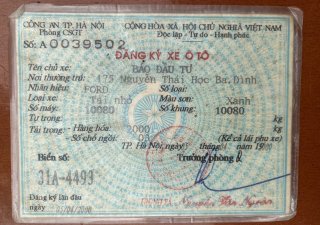 CÔNG AN TP. HÀ NỘI
Phòng CSGT
CỘNG HÒA XÃ HỘI CHỦ NGHĨA VIỆT NAM
Độc lập - Tự do - Hạnh phúc
Số: A0039502
ĐĂNG KÝ XE Ô TÔ
Tên chủ xe: BÁO ĐẦU TƯ
Nơi thường trú: 175 Nguyễn Thái Học Ba Đình
Nhãn hiệu: FORD Số loại:
Loại xe: Tải nhỏ Màu sơn: Xanh
Số máy: 10080 Số khung: 10080
Tự trọng: kg
Tải trọng: Hàng hóa: 2000 kg
Số chỗ ngồi: 03 (Kể cả lái phụ xe)
TP. Hà Nội, ngày tháng
Biển số: Trưởng phòng
31A-4493
Đăng ký lần đầu
ngày